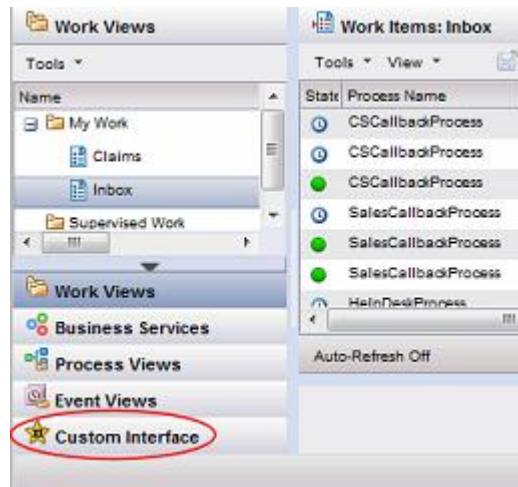 Work Views
Tools
Name
My Work
Claims
Inbox
Supervised Work
Work Views
Business Services
Process Views
Event Views
Custom Interface
Work Items: Inbox
Tools View
State Process Name
CSCallbackProcess
CSCallbackProcess
CSCallbackProcess
SalesCallbackProcess
SalesCallbackProcess
SalesCallbackProcess
HelpDeskProcess
Auto-Refresh Off